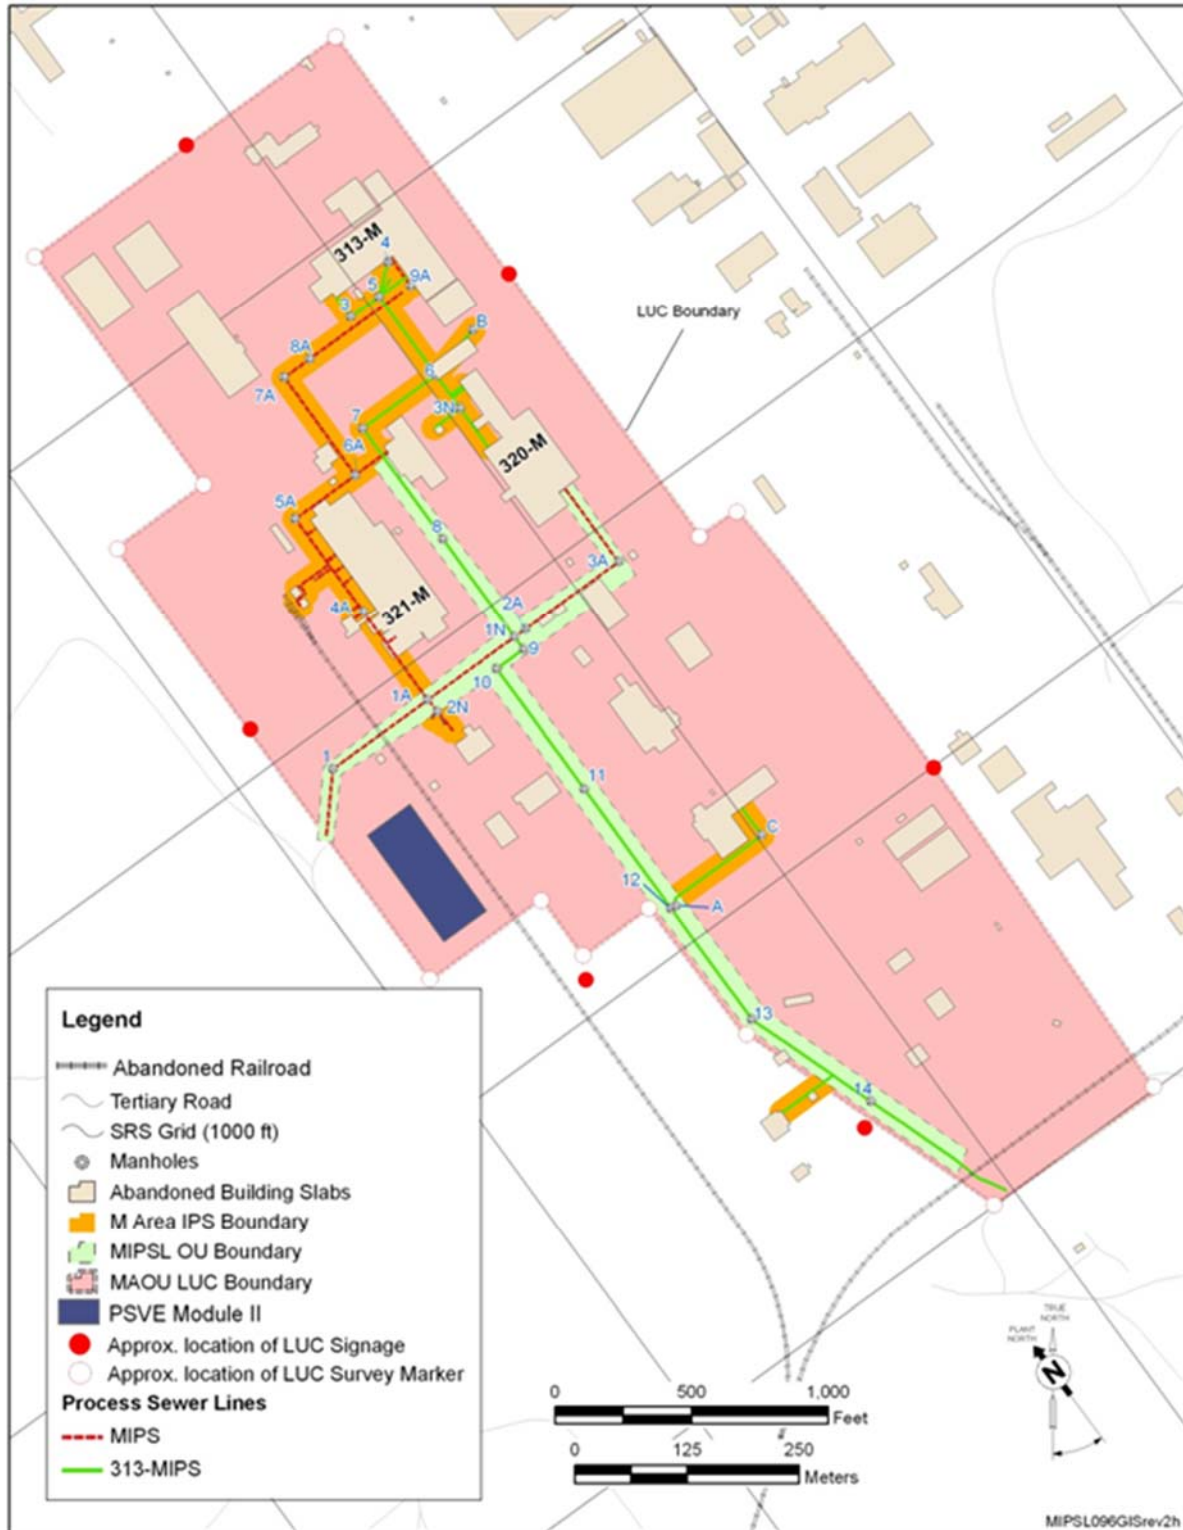 313-M
4
9A
5
3
B
LUC Boundary
8A
6
7A
3N
7
6A
320-M
5A
8
3A
2A
4A
321-M
1N
9
10
1A
2N
1
11
C
12
A
13
14
Legend
Abandoned Railroad
Tertiary Road
SRS Grid (1000 ft)
Manholes
Abandoned Building Slabs
M Area IPS Boundary
MIPSL OU Boundary
MAOU LUC Boundary
PSVE Module II
Approx. location of LUC Signage
Approx. location of LUC Survey Marker
Process Sewer Lines
MIPS
313-MIPS
TRUE
NORTH
PLANT
NORTH
N
0 500 1,000
Feet
0 125 250
Meters
MIPSL096GISrev2h